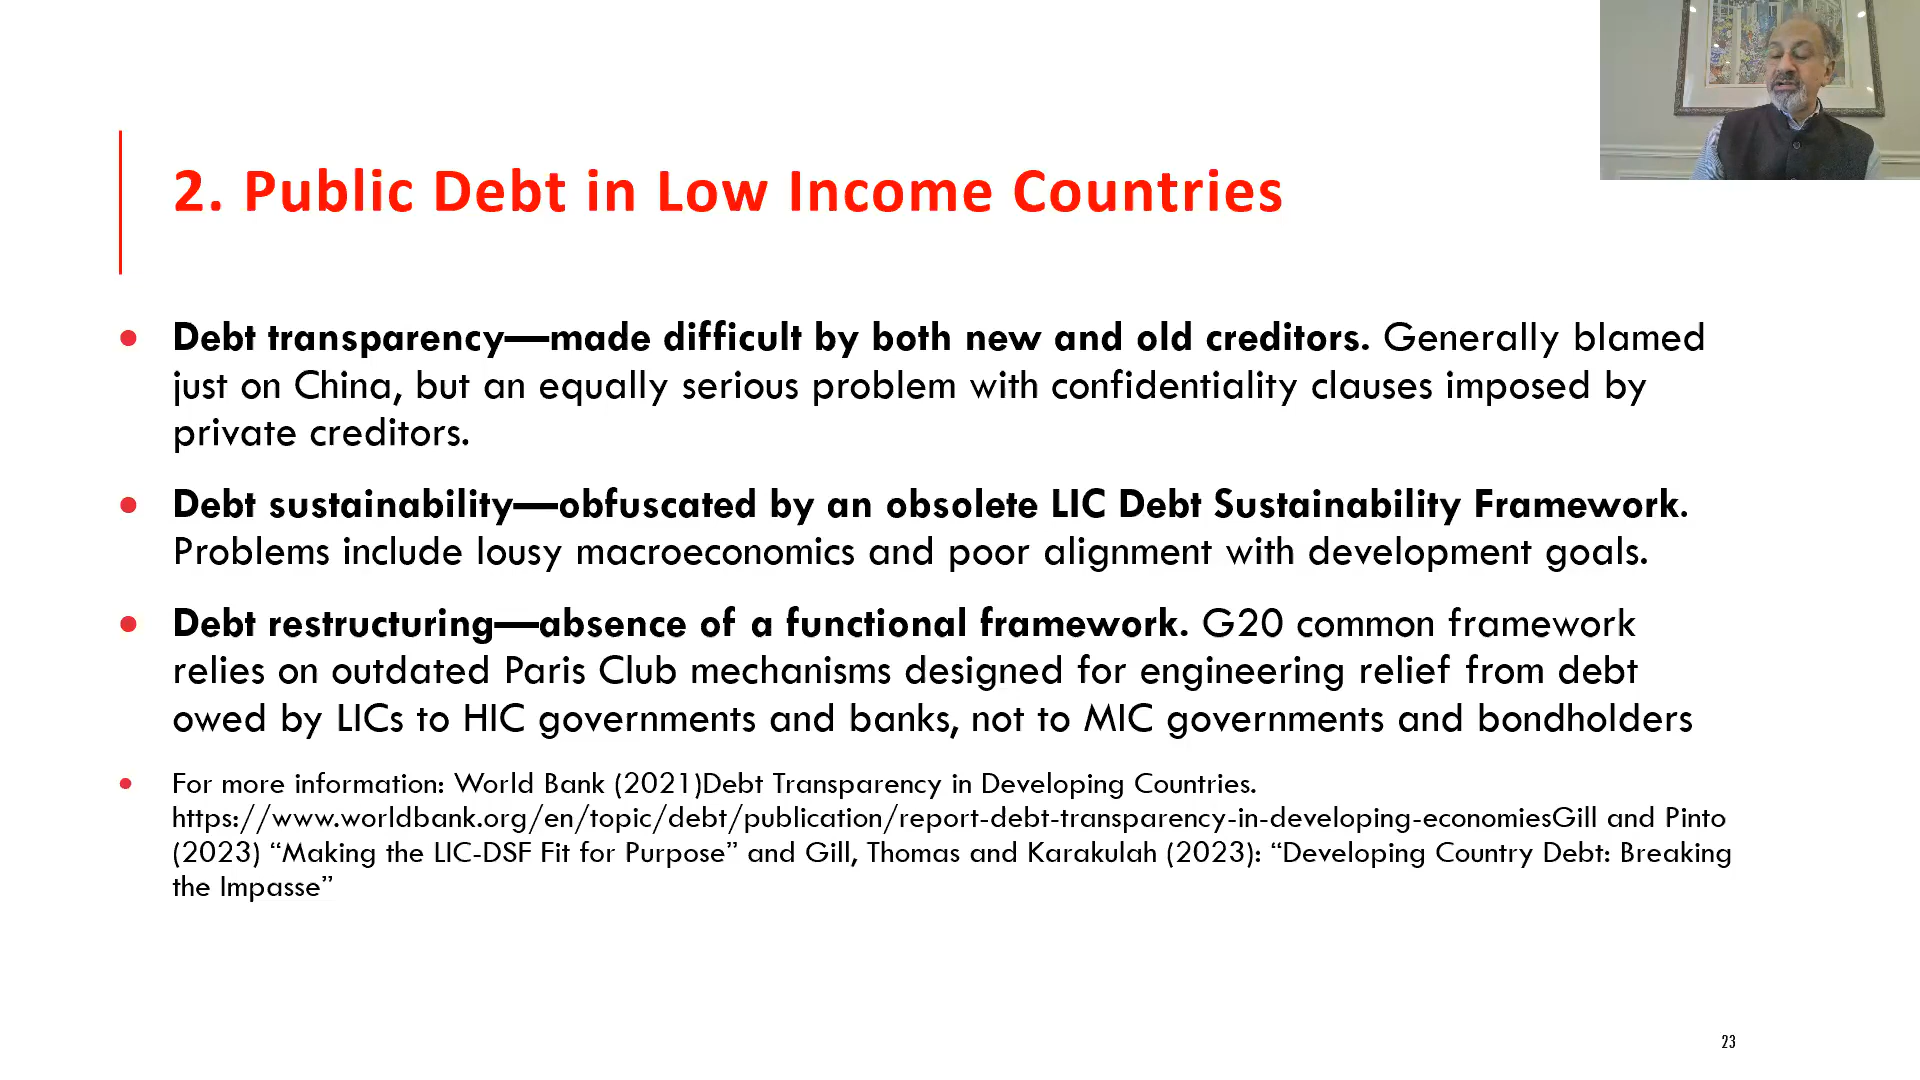 2. Public Debt in Low Income Countries
• Debt transparency—made difficult by both new and old creditors. Generally blamed
just on China, but an equally serious problem with confidentiality clauses imposed by
private creditors.
• Debt sustainability—obfuscated by an obsolete LIC Debt Sustainability Framework.
Problems include lousy macroeconomics and poor alignment with development goals.
• Debt restructuring—absence of a functional framework. G20 common framework
relies on outdated Paris Club mechanisms designed for engineering relief from debt
owed by LICs to HIC governments and banks, not to MIC governments and bondholders
• For more information: World Bank (2021)Debt Transparency in Developing Countries.
https://www.worldbank.org/en/topic/debt/publication/report-debt-transparency-in-developing-economiesGill and Pinto
(2023) “Making the LIC-DSF Fit for Purpose” and Gill, Thomas and Karakulah (2023): “Developing Country Debt: Breaking
the Impasse”
23